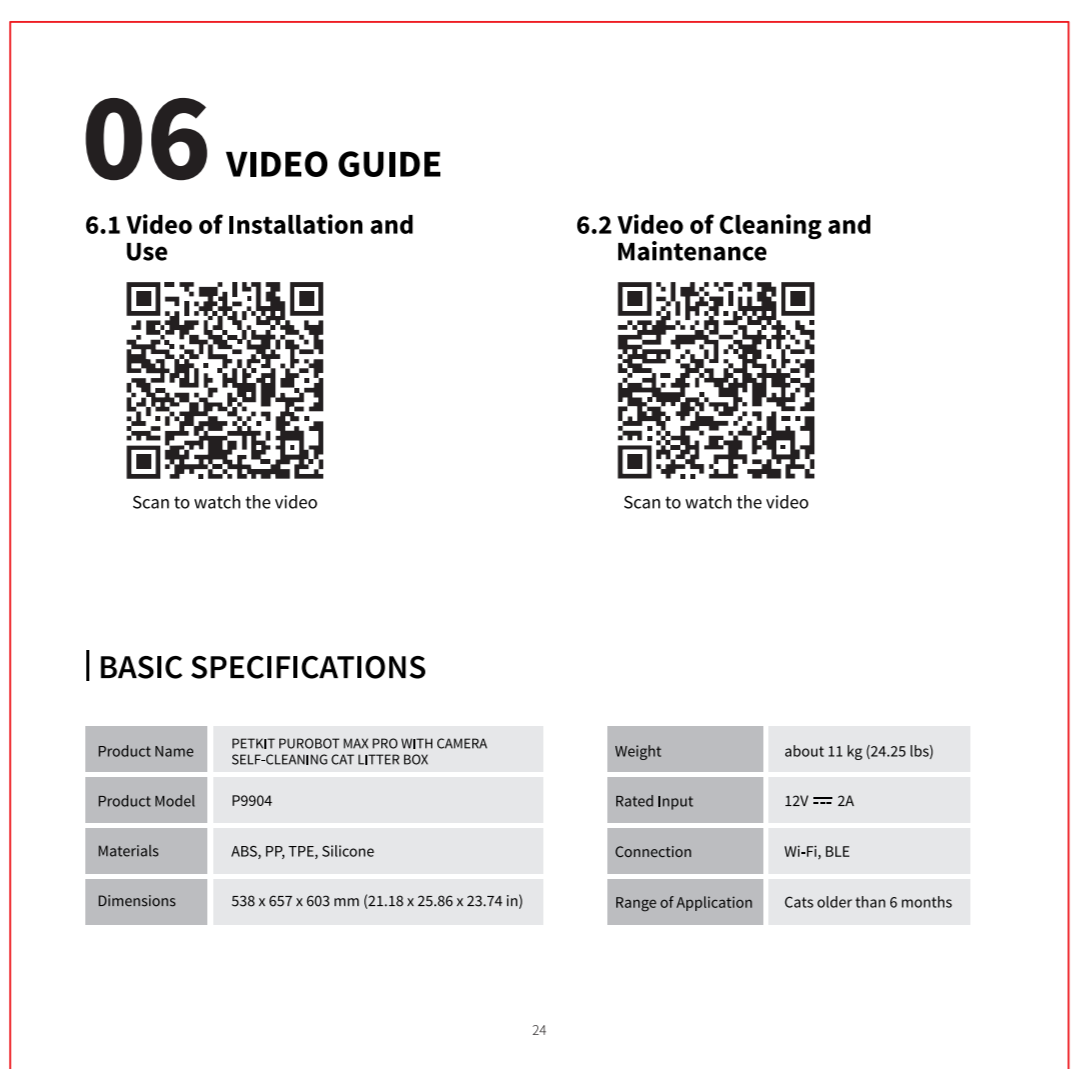 06 VIDEO GUIDE
6.1 Video of Installation and
Use
Scan to watch the video
6.2 Video of Cleaning and
Maintenance
Scan to watch the video
BASIC SPECIFICATIONS
Product Name
PETKIT PUROBOT MAX PRO WITH CAMERA
SELF-CLEANING CAT LITTER BOX
Product Model
P9904
Materials
ABS, PP, TPE, Silicone
Dimensions
538 x 657 x 603 mm (21.18 x 25.86 x 23.74 in)
Weight
about 11 kg (24.25 lbs)
Rated Input
12V ⎓ 2A
Connection
Wi-Fi, BLE
Range of Application
Cats older than 6 months
24